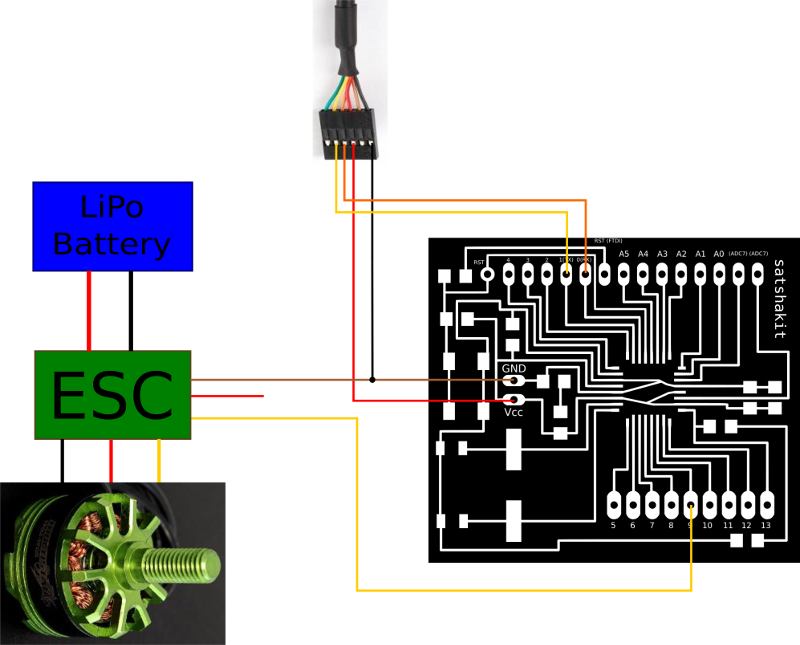 LiPo
Battery
ESC
RST (FTDI)
RST
4
3
2
1(TX)
0(RX)
A5
A4
A3
A2
A1
A0
(ADC7)
(ADC7)
satshakit
GND
Vcc
5
6
7
8
9
10
11
12
13